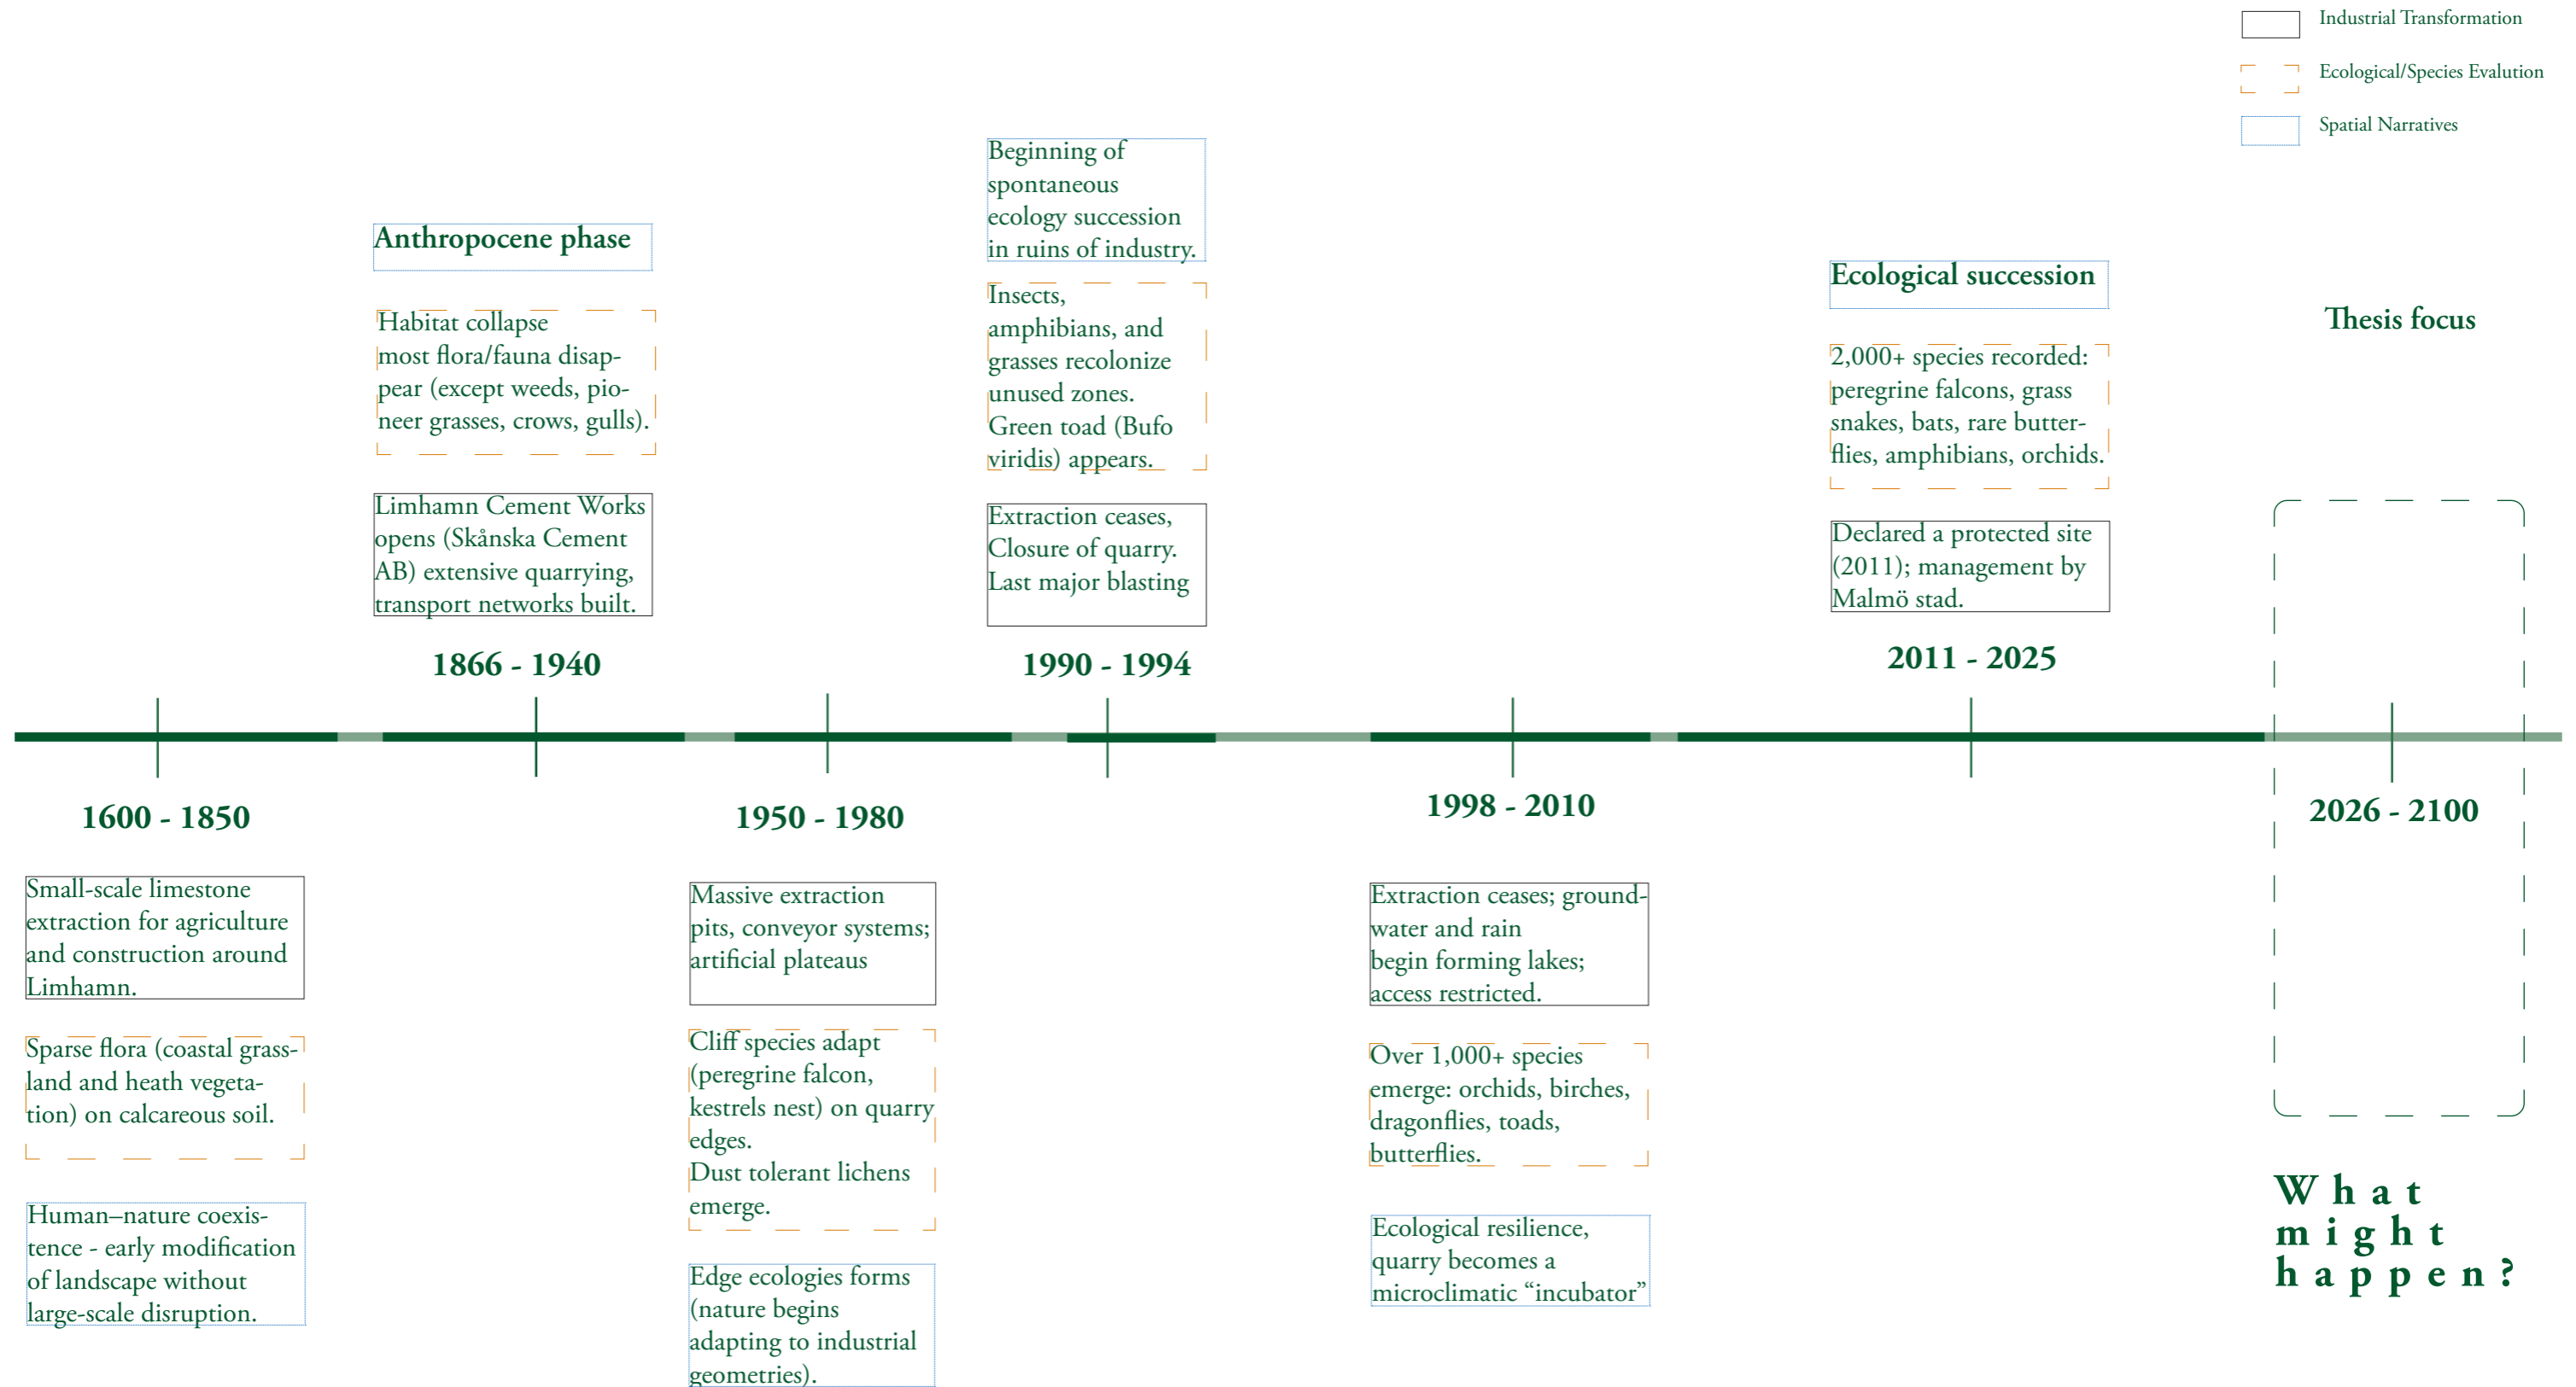 Industrial Transformation
Ecological/Species Evalution
Spatial Narratives
Anthropocene phase
Habitat collapse
most flora/fauna disap-
pear (except weeds, pio-
neer grasses, crows, gulls).
Limhamn Cement Works
opens (Skånska Cement
AB) extensive quarrying,
transport networks built.
1866 - 1940
Beginning of
spontaneous
ecology succession
in ruins of industry.
Insects,
amphibians, and
grasses recolonize
unused zones.
Green toad (Bufo
viridis) appears.
Extraction ceases,
Closure of quarry.
Last major blasting
1990 - 1994
Ecological succession
2,000+ species recorded:
peregrine falcons, grass
snakes, bats, rare butter-
flies, amphibians, orchids.
Declared a protected site
(2011); management by
Malmö stad.
2011 - 2025
Thesis focus
1600 - 1850
Small-scale limestone
extraction for agriculture
and construction around
Limhamn.
Sparse flora (coastal grass-
land and heath vegeta-
tion) on calcareous soil.
Human–nature coexis-
tence - early modification
of landscape without
large-scale disruption.
1950 - 1980
Massive extraction
pits, conveyor systems;
artificial plateaus
Cliff species adapt
(peregrine falcon,
kestrels nest) on quarry
edges.
Dust tolerant lichens
emerge.
Edge ecologies forms
(nature begins
adapting to industrial
geometries).
1998 - 2010
Extraction ceases; ground-
water and rain
begin forming lakes;
access restricted.
Over 1,000+ species
emerge: orchids, birches,
dragonflies, toads,
butterflies.
Ecological resilience,
quarry becomes a
microclimatic “incubator”
2026 - 2100
What
might
happen?